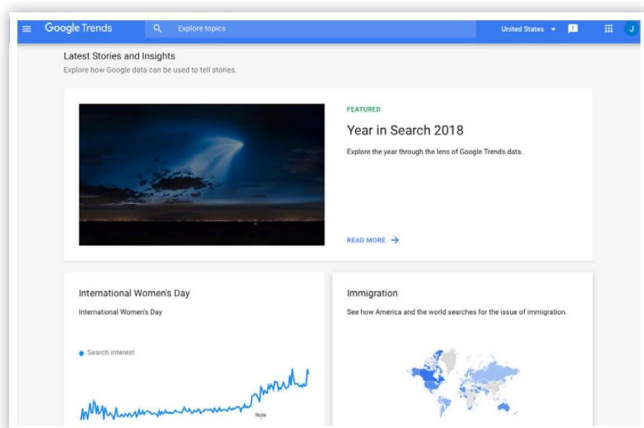 Google Trends
Explore topics
United States
J
Latest Stories and Insights
Explore how Google data can be used to tell stories.
FEATURED
Year in Search 2018
Explore the year through the lens of Google Trends data.
READ MORE
International Women's Day
International Women's Day
Search interest
Note
Immigration
See how America and the world searches for the issue of immigration.